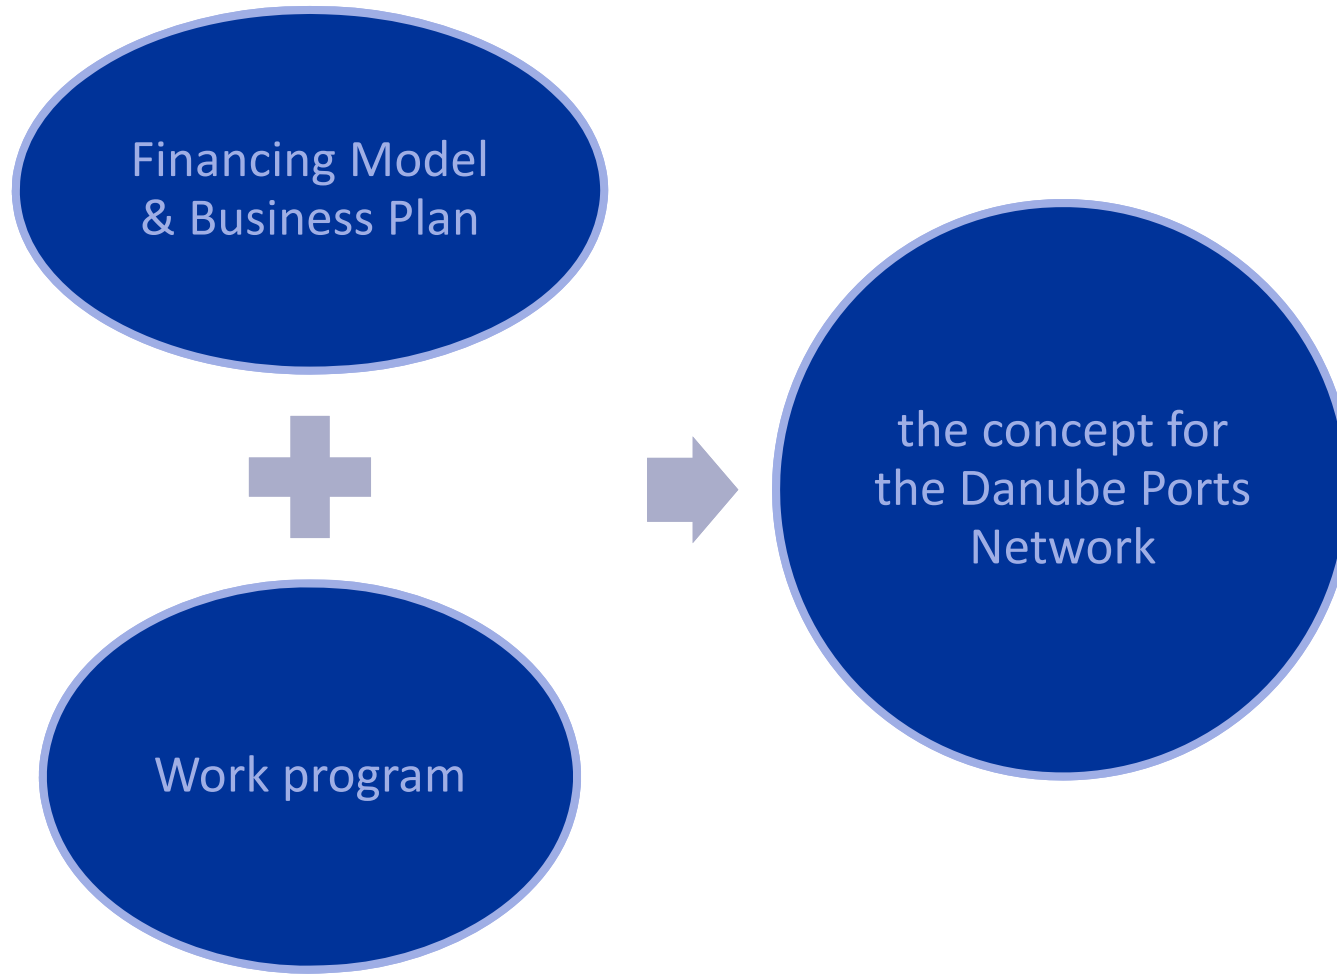 Financing Model
& Business Plan
Work program
the concept for
the Danube Ports
Network